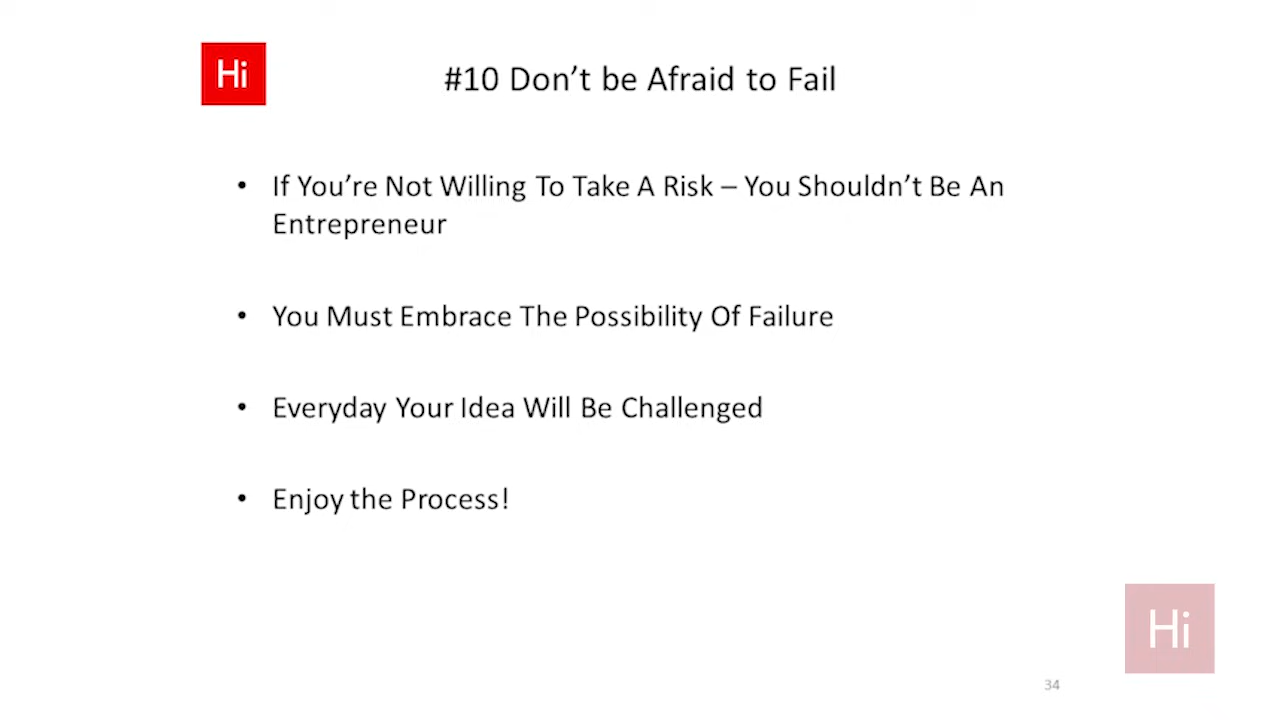 Hi
#10 Don’t be Afraid to Fail
• If You’re Not Willing To Take A Risk – You Shouldn’t Be An
Entrepreneur
• You Must Embrace The Possibility Of Failure
• Everyday Your Idea Will Be Challenged
• Enjoy the Process!
Hi
34